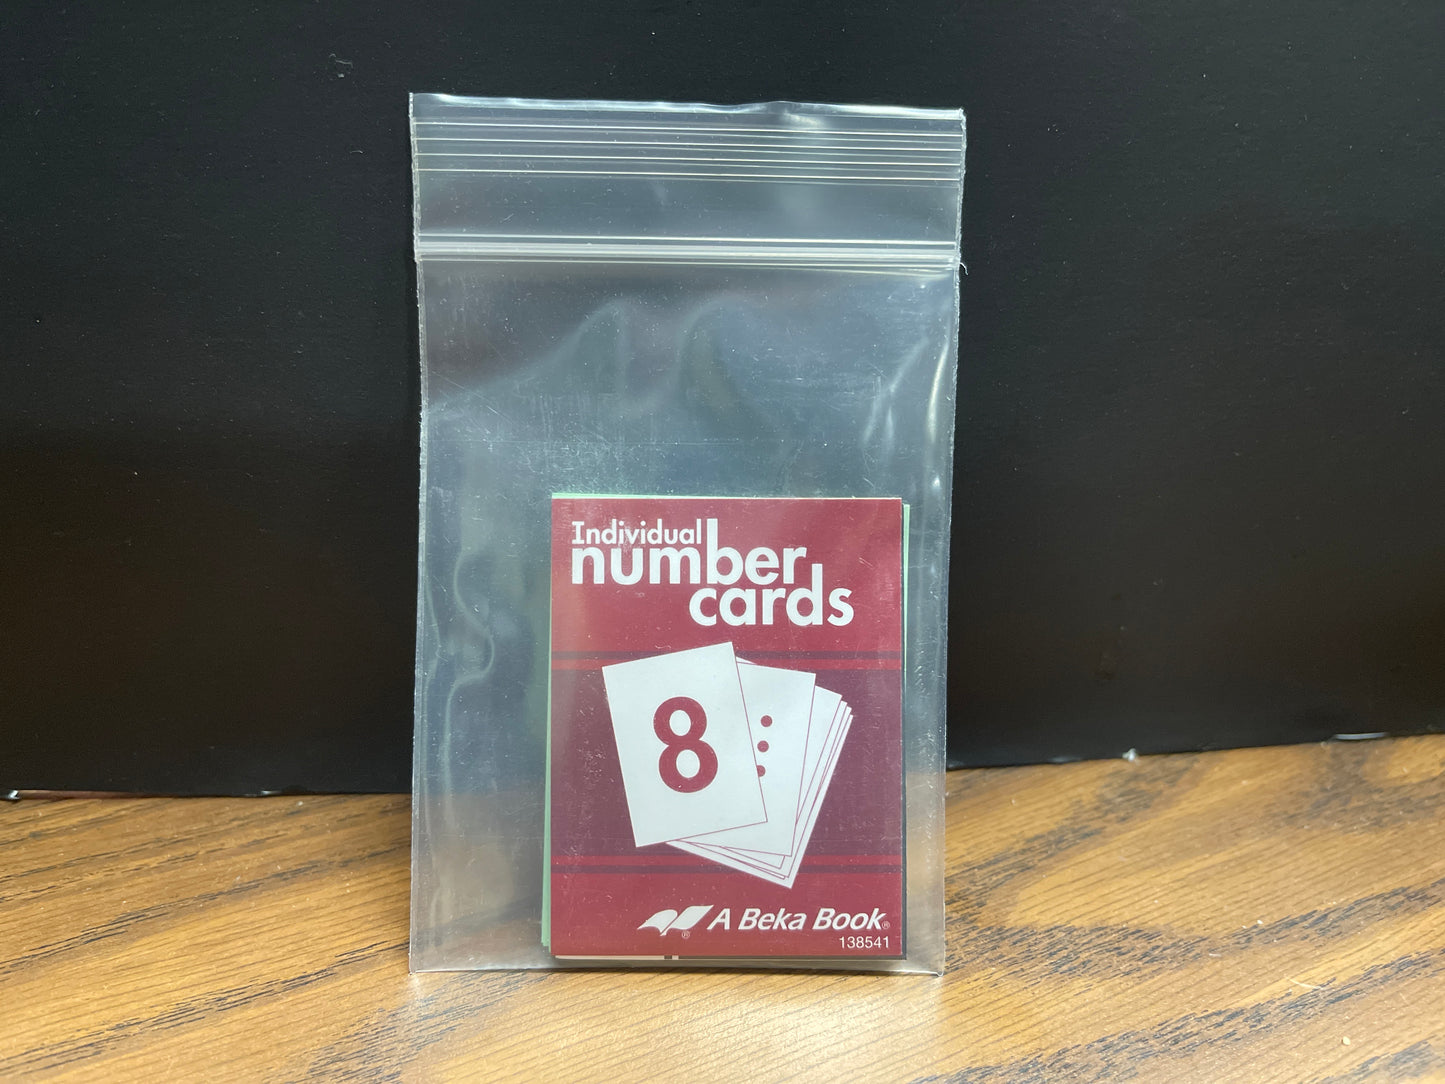 Individual
number
cards
8
A Beka Book®
®
138541